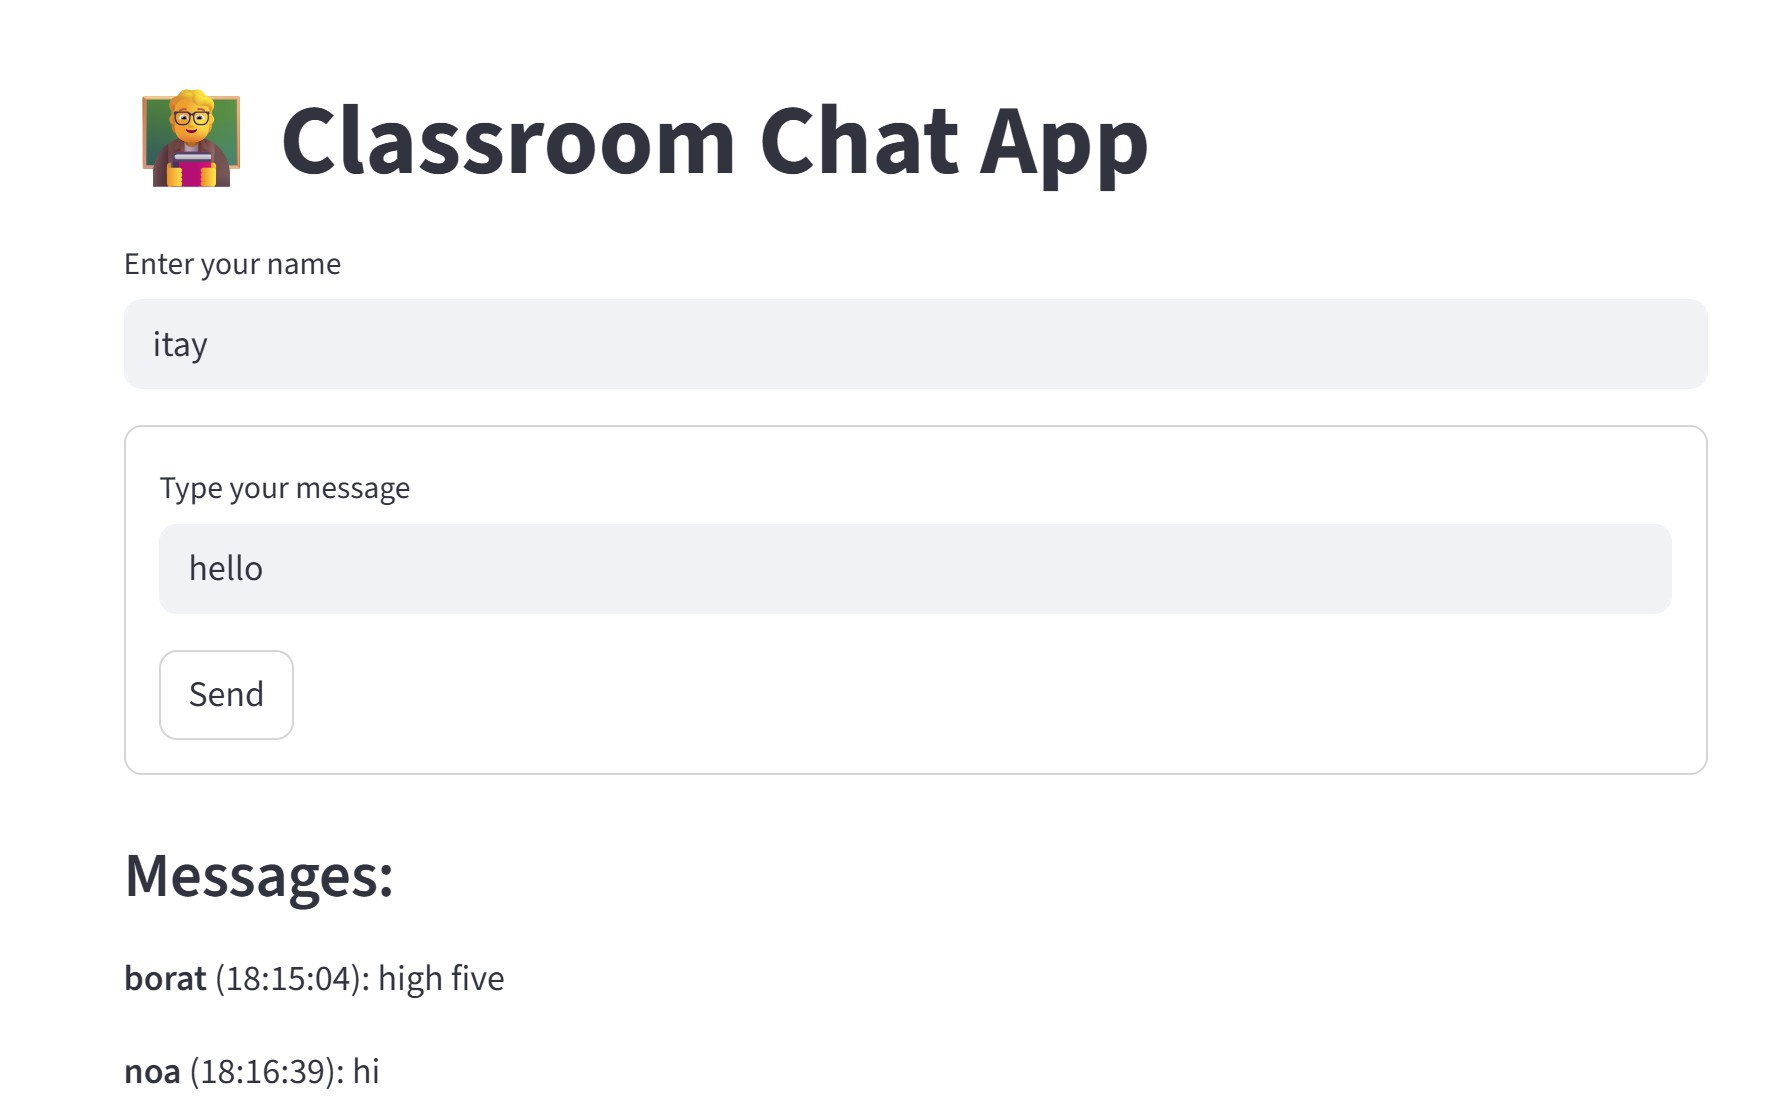 Classroom Chat App
Enter your name
itay
Type your message
hello
Send
Messages:
borat (18:15:04): high five
noa (18:16:39): hi